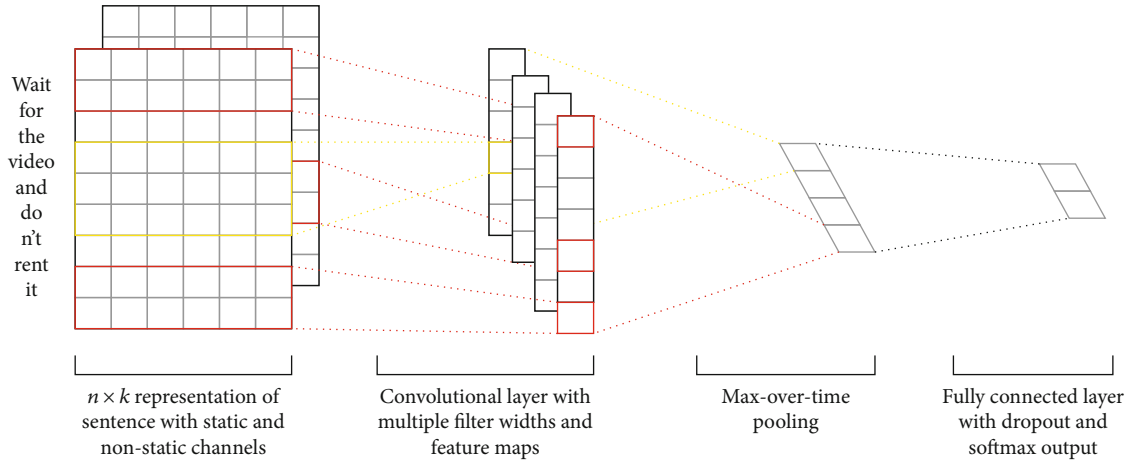 Wait
for
the
video
and
do
n't
rent
it
n × k representation of
sentence with static and
non-static channels
Convolutional layer with
multiple filter widths and
feature maps
Max-over-time
pooling
Fully connected layer
with dropout and
softmax output